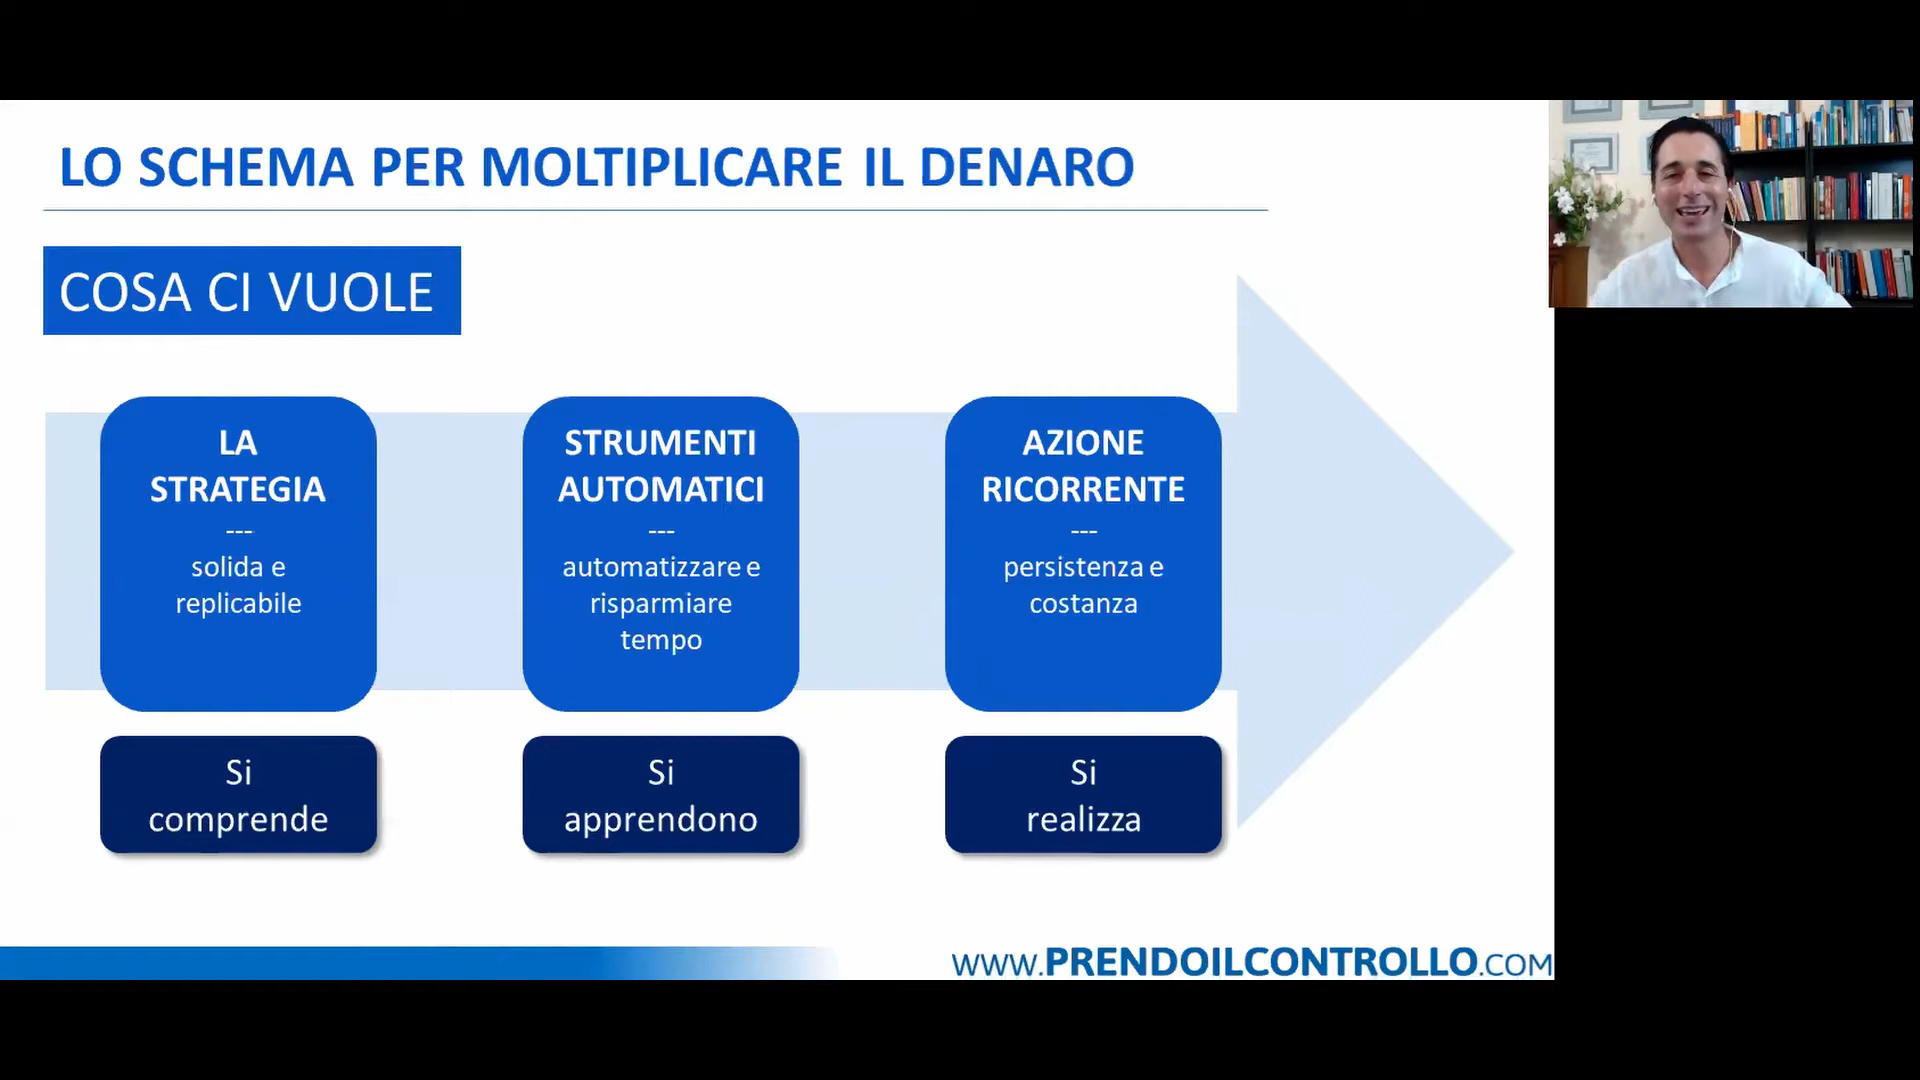 LO SCHEMA PER MOLTIPLICARE IL DENARO
COSA CI VUOLE
LA
STRATEGIA
---
solida e
replicabile
STRUMENTI
AUTOMATICI
---
automatizzare e
risparmiare
tempo
AZIONE
RICORRENTE
---
persistenza e
costanza
Si
comprende
Si
apprendono
Si
realizza
WWW.PRENDOILCONTROLLO.COM